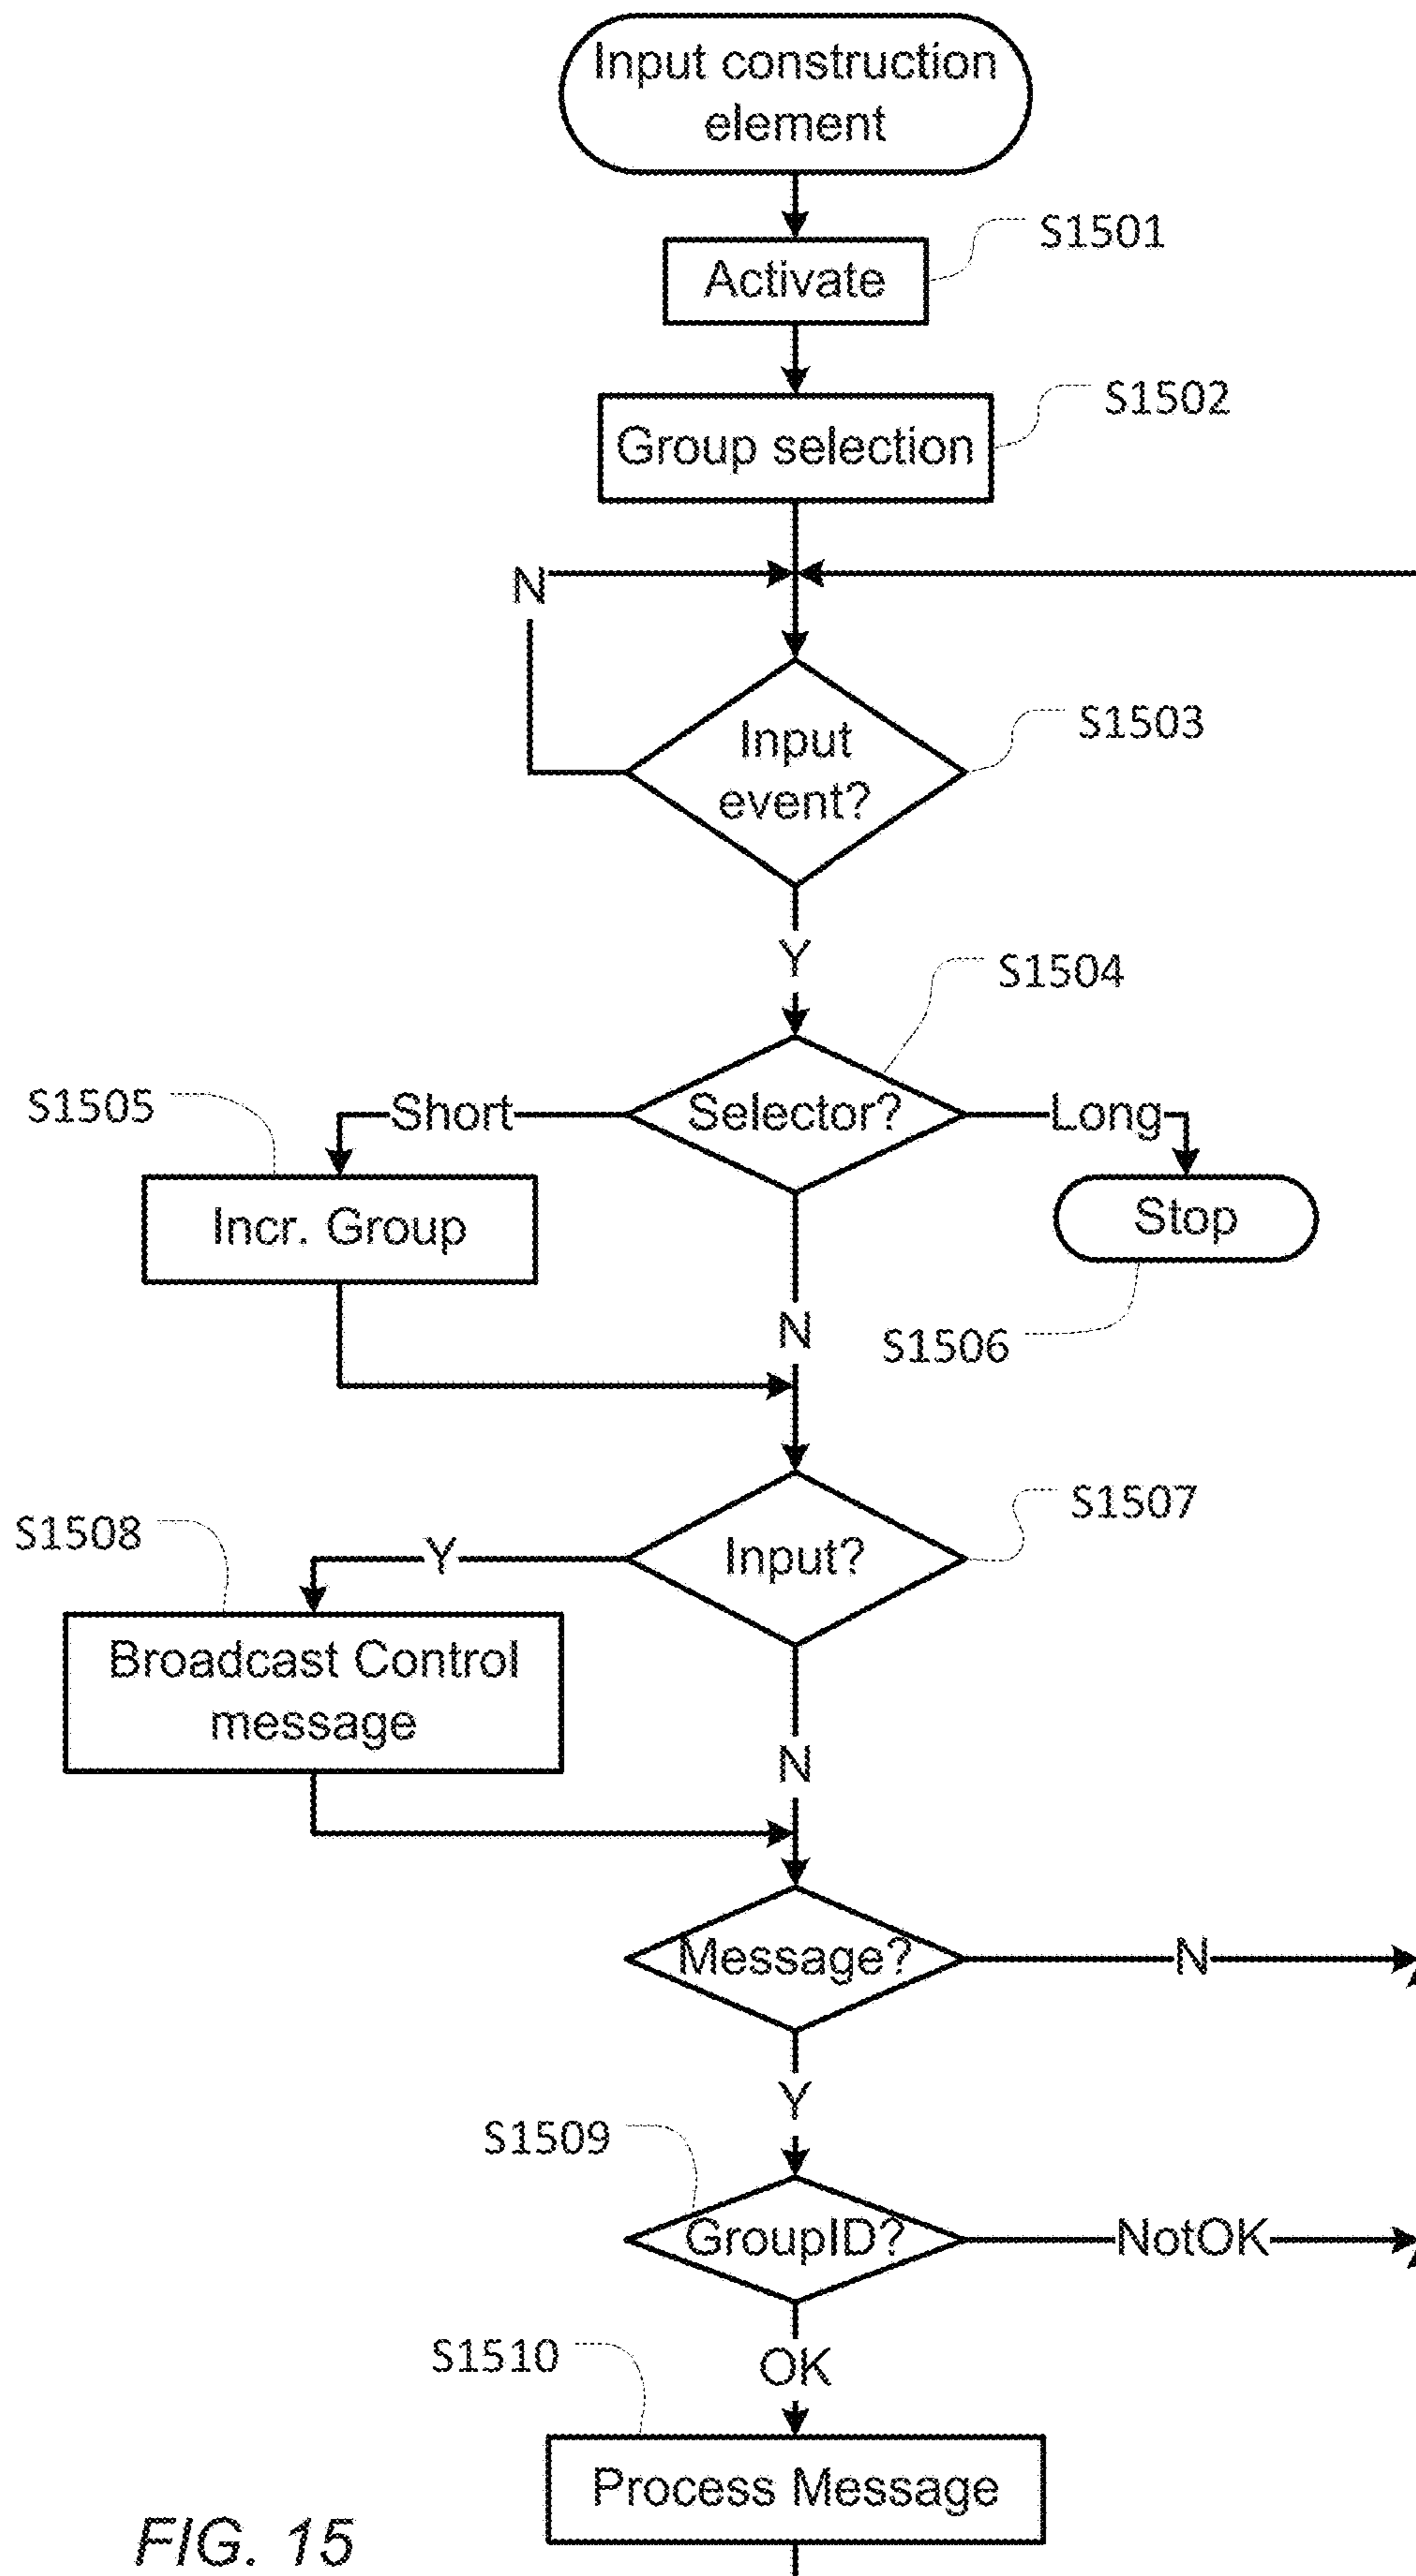 Input construction
element
S1501
Activate
S1502
Group selection
N
S1503
Input
event?
Y
S1504
S1505
Short
Selector?
Long
Incr. Group
Stop
N
S1506
S1507
S1508
Y
Input?
Broadcast Control
message
N
Message?
N
Y
S1509
GroupID?
NotOK
S1510
OK
Process Message
FIG. 15